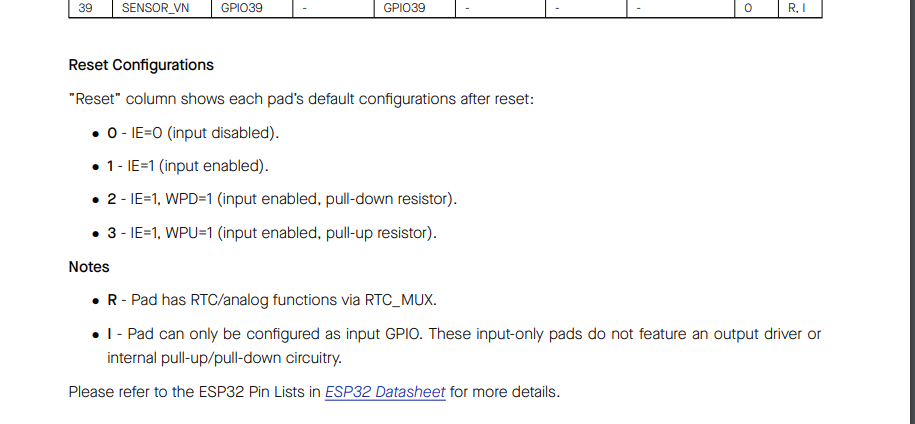 39 SENSOR_VN GPIO39 - GPIO39 - - - 0 R, I
Reset Configurations
"Reset" column shows each pad's default configurations after reset:
• 0 - IE=0 (input disabled).
• 1 - IE=1 (input enabled).
• 2 - IE=1, WPD=1 (input enabled, pull-down resistor).
• 3 - IE=1, WPU=1 (input enabled, pull-up resistor).
Notes
• R - Pad has RTC/analog functions via RTC_MUX.
• I - Pad can only be configured as input GPIO. These input-only pads do not feature an output driver or
internal pull-up/pull-down circuitry.
Please refer to the ESP32 Pin Lists in ESP32 Datasheet for more details.